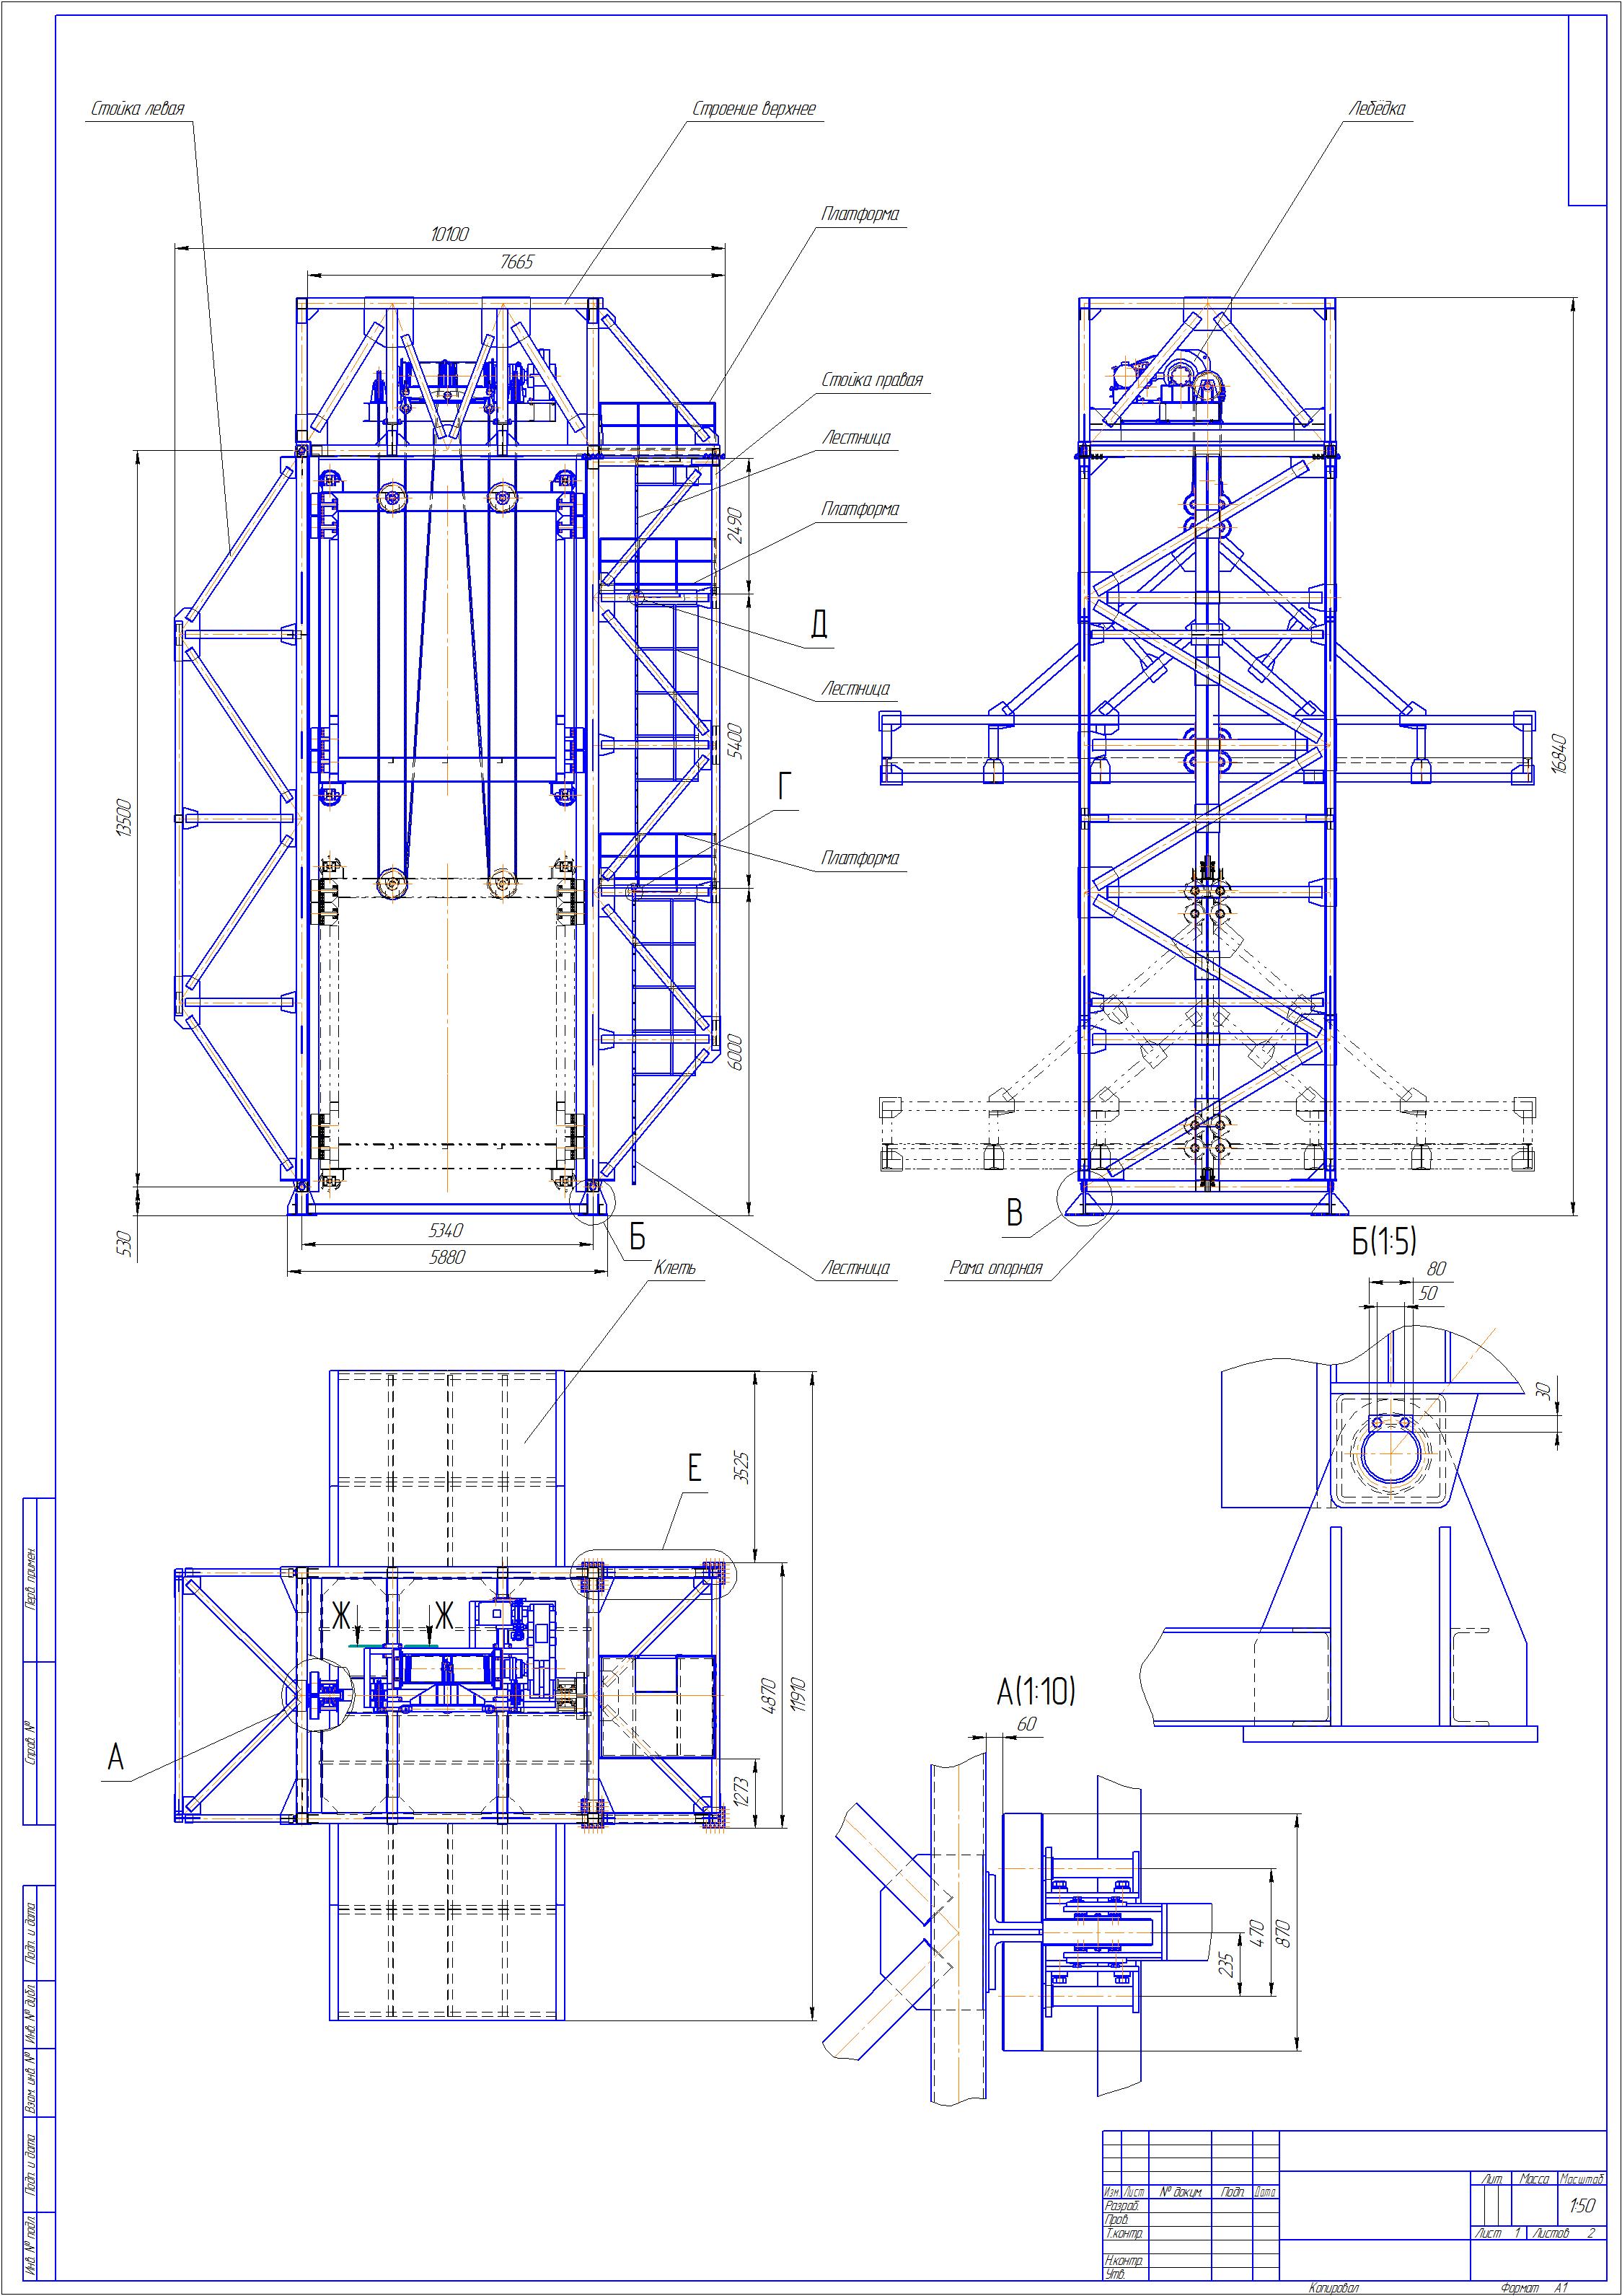 Стойка левая
Строение верхнее
Лебёдка
Платформа
10100
7665
Стойка правая
Лестница
Платформа
2490
Д
Лестница
5400
Г
Платформа
13500
6000
16840
530
5340
5880
Б
Клеть
Лестница
В
Рама опорная
Б(1:5)
80
50
30
Е
3525
Ж
Ж
4870
11910
1273
А
А(1:10)
60
235
470
870
Перв. примен.
Справ. №
Подп. и дата
Инв. № дубл.
Взам. инв. №
Подп. и дата
Инв. № подл.
Изм. Лист № докум. Подп. Дата
Разраб.
Пров.
Т.контр.
Н.контр.
Утв.
Лит. Масса Масштаб
1:50
Лист 1 Листов 2
Копировал Формат А1